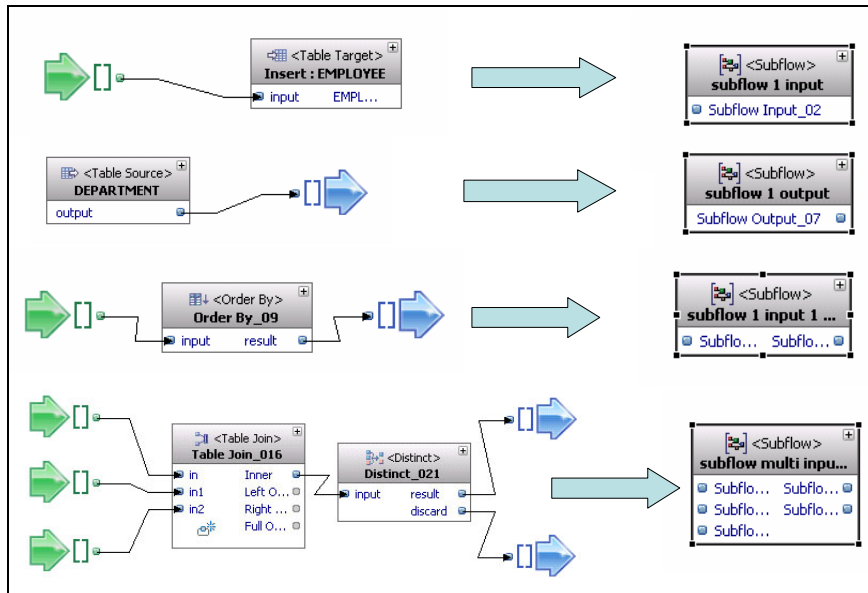 <Table Target>
Insert : EMPLOYEE
input EMPL...
<Subflow>
subflow 1 input
Subflow Input_02
<Table Source>
DEPARTMENT
output
<Subflow>
subflow 1 output
Subflow Output_07
<Order By>
Order By_09
input result
<Subflow>
subflow 1 input 1 ...
Subflo... Subflo...
<Table Join>
Table Join_016
in Inner
in1 Left O...
in2 Right ...
Full O...
<Distinct>
Distinct_021
input result
discard
<Subflow>
subflow multi inpu...
Subflo... Subflo...
Subflo... Subflo...
Subflo...